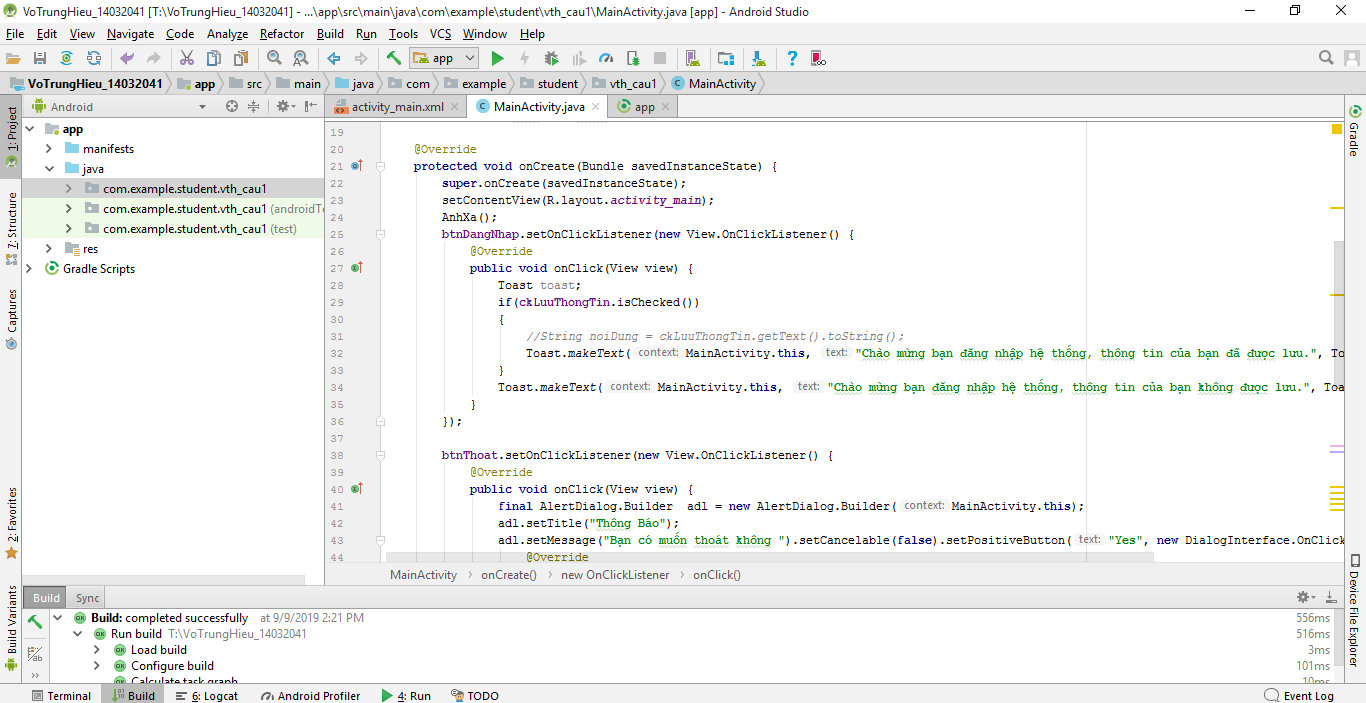 VoTrungHieu_14032041 [T:\VoTrungHieu_14032041] - ...\app\src\main\java\com\example\student\vth_cau1\MainActivity.java [app] - Android Studio
File Edit View Navigate Code Analyze Refactor Build Run Tools VCS Window Help
app
VoTrungHieu_14032041 app src main java com example student vth_cau1 MainActivity
Android
activity_main.xml MainActivity.java app
1: Project
7: Structure
Captures
2: Favorites
Build Variants
app
manifests
java
com.example.student.vth_cau1
com.example.student.vth_cau1 (androidTe
com.example.student.vth_cau1 (test)
res
Gradle Scripts
19
20 @Override
21 protected void onCreate(Bundle savedInstanceState) {
22 super.onCreate(savedInstanceState);
23 setContentView(R.layout.activity_main);
24 AnhXa();
25 btnDangNhap.setOnClickListener(new View.OnClickListener() {
26 @Override
27 public void onClick(View view) {
28 Toast toast;
29 if(ckLuuThongTin.isChecked())
30 {
31 //String noiDung = ckLuuThongTin.getText().toString();
32 Toast.makeText( context: MainActivity.this, text: "Chào mừng bạn đăng nhập hệ thống, thông tin của bạn đã được lưu.", To
33 }
34 Toast.makeText( context: MainActivity.this, text: "Chào mừng bạn đăng nhập hệ thống, thông tin của bạn không được lưu.", Toa
35 }
36 });
37
38 btnThoat.setOnClickListener(new View.OnClickListener() {
39 @Override
40 public void onClick(View view) {
41 final AlertDialog.Builder adl = new AlertDialog.Builder( context: MainActivity.this);
42 adl.setTitle("Thông Báo");
43 adl.setMessage("Bạn có muốn thoát không ").setCancelable(false).setPositiveButton( text: "Yes", new DialogInterface.OnClick
44 @Override
MainActivity › onCreate() › new OnClickListener › onClick()
Gradle
Device File Explorer
Build Sync
Build: completed successfully at 9/9/2019 2:21 PM 556ms
Run build T:\VoTrungHieu_14032041 516ms
Load build 3ms
Configure build 101ms
Calculate task graph 10ms
Terminal Build 6: Logcat Android Profiler 4: Run TODO Event Log